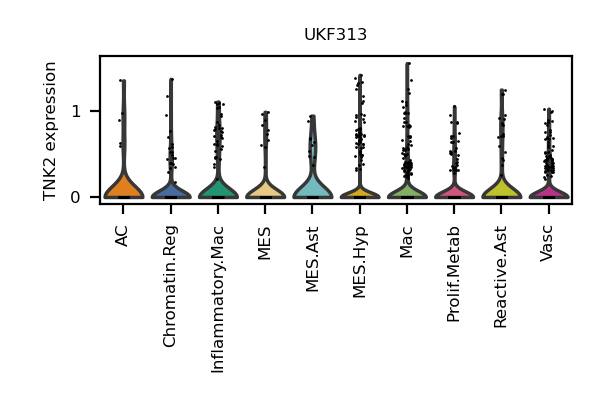 UKF313
TNK2 expression
1
0
AC
Chromatin.Reg
Inflammatory.Mac
MES
MES.Ast
MES.Hyp
Mac
Prolif.Metab
Reactive.Ast
Vasc